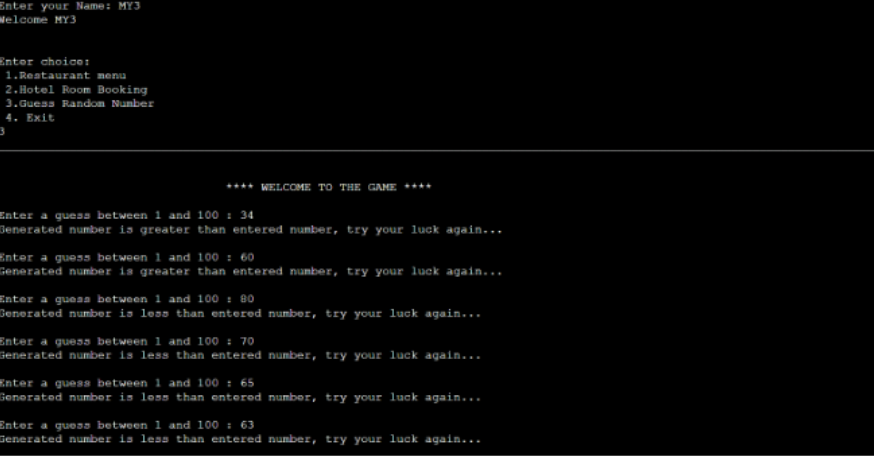 Enter your Name: MY3
Welcome MY3
Enter choice:
1.Restaurant menu
2.Hotel Room Booking
3.Guess Random Number
4. Exit
3
**** WELCOME TO THE GAME ****
Enter a guess between 1 and 100 : 34
Generated number is greater than entered number, try your luck again...
Enter a guess between 1 and 100 : 60
Generated number is greater than entered number, try your luck again...
Enter a guess between 1 and 100 : 80
Generated number is less than entered number, try your luck again...
Enter a guess between 1 and 100 : 70
Generated number is less than entered number, try your luck again...
Enter a guess between 1 and 100 : 65
Generated number is less than entered number, try your luck again...
Enter a guess between 1 and 100 : 63
Generated number is less than entered number, try your luck again...